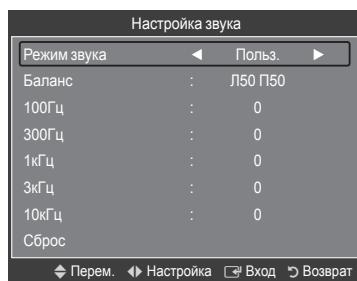 Настройка звука
Режим звука ◄ Польз. ►
Баланс : Л50 П50
100Гц : 0
300Гц : 0
1кГц : 0
3кГц : 0
10кГц : 0
Сброс
Перем. Настройка Вход Возврат